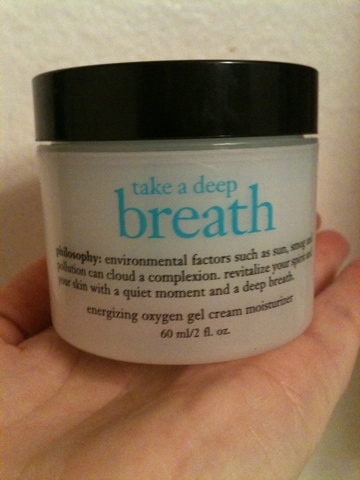 take a deep
breath
philosophy: environmental factors such as sun, smog and
pollution can cloud a complexion. revitalize your spirit and
your skin with a quiet moment and a deep breath.
energizing oxygen gel cream moisturizer
60 ml/2 fl. oz.